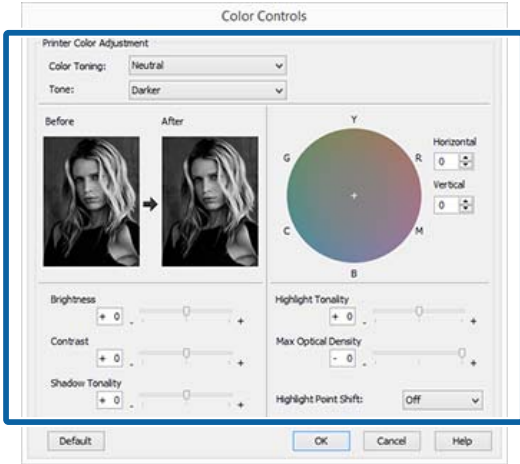 Color Controls
Printer Color Adjustment
Color Toning: Neutral
Tone: Darker
Before After
Y
G R
C M
B
Horizontal
0
Vertical
0
Brightness
+ 0 - +
Contrast
+ 0 - +
Shadow Tonality
+ 0 - +
Highlight Tonality
+ 0 - +
Max Optical Density
- 0 - +
Highlight Point Shift: Off
Default OK Cancel Help